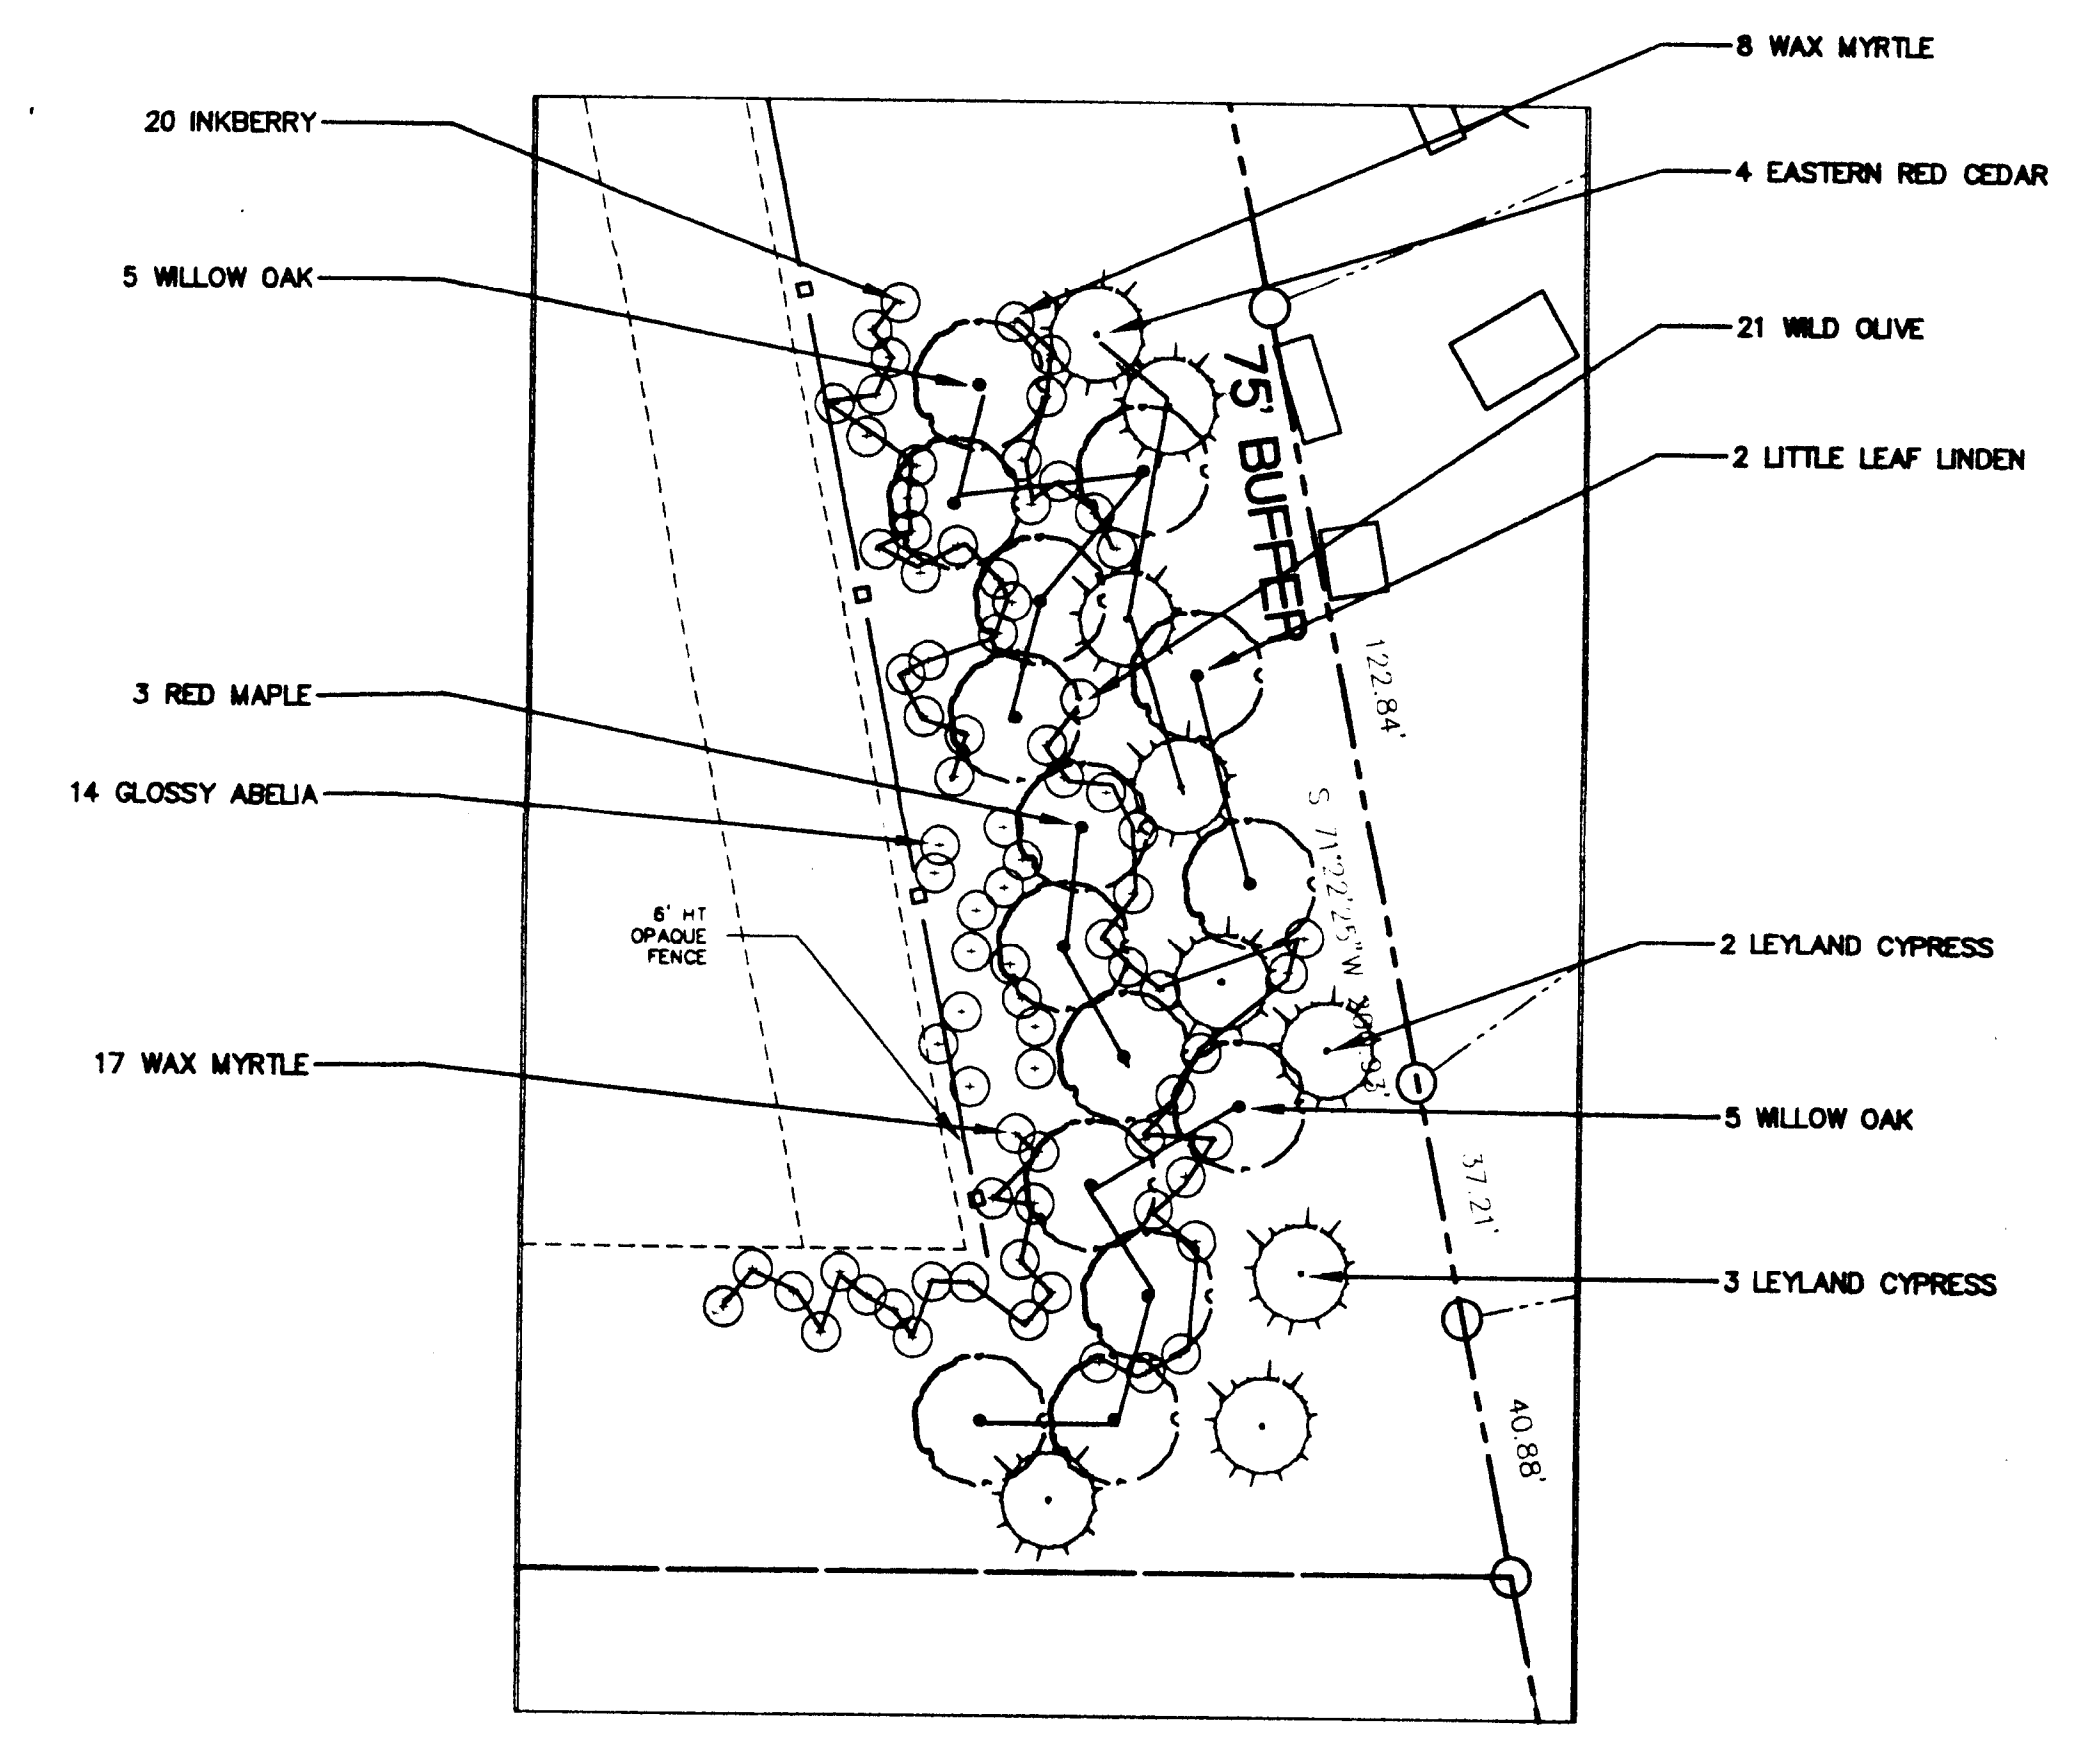 8 WAX MYRTLE
20 INKBERRY
4 EASTERN RED CEDAR
5 WILLOW OAK
21 WILD OLIVE
75' BUFFER
2 LITTLE LEAF LINDEN
122.84'
3 RED MAPLE
14 GLOSSY ABELIA
S 71°22'25"W
6' HT
OPAQUE
FENCE
2 LEYLAND CYPRESS
17 WAX MYRTLE
5 WILLOW OAK
37.21'
3 LEYLAND CYPRESS
40.88'